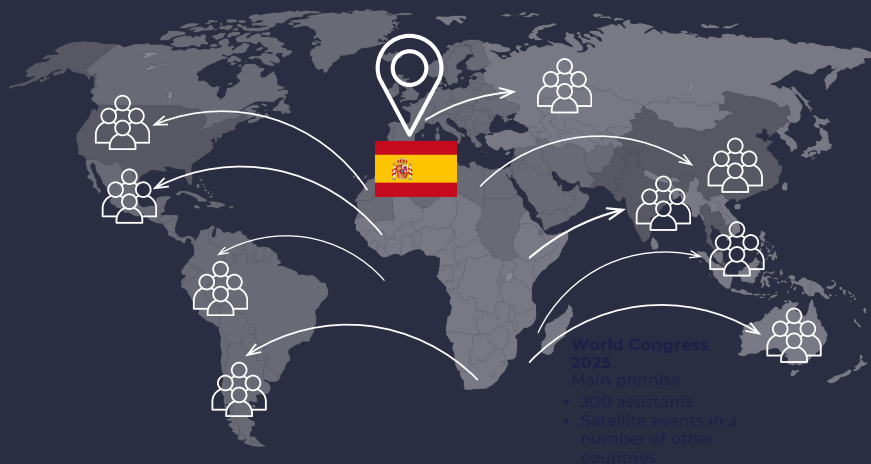 World Congress
2025
Main premise
• 300 assistants
• Satellite events in a
number of other
countries